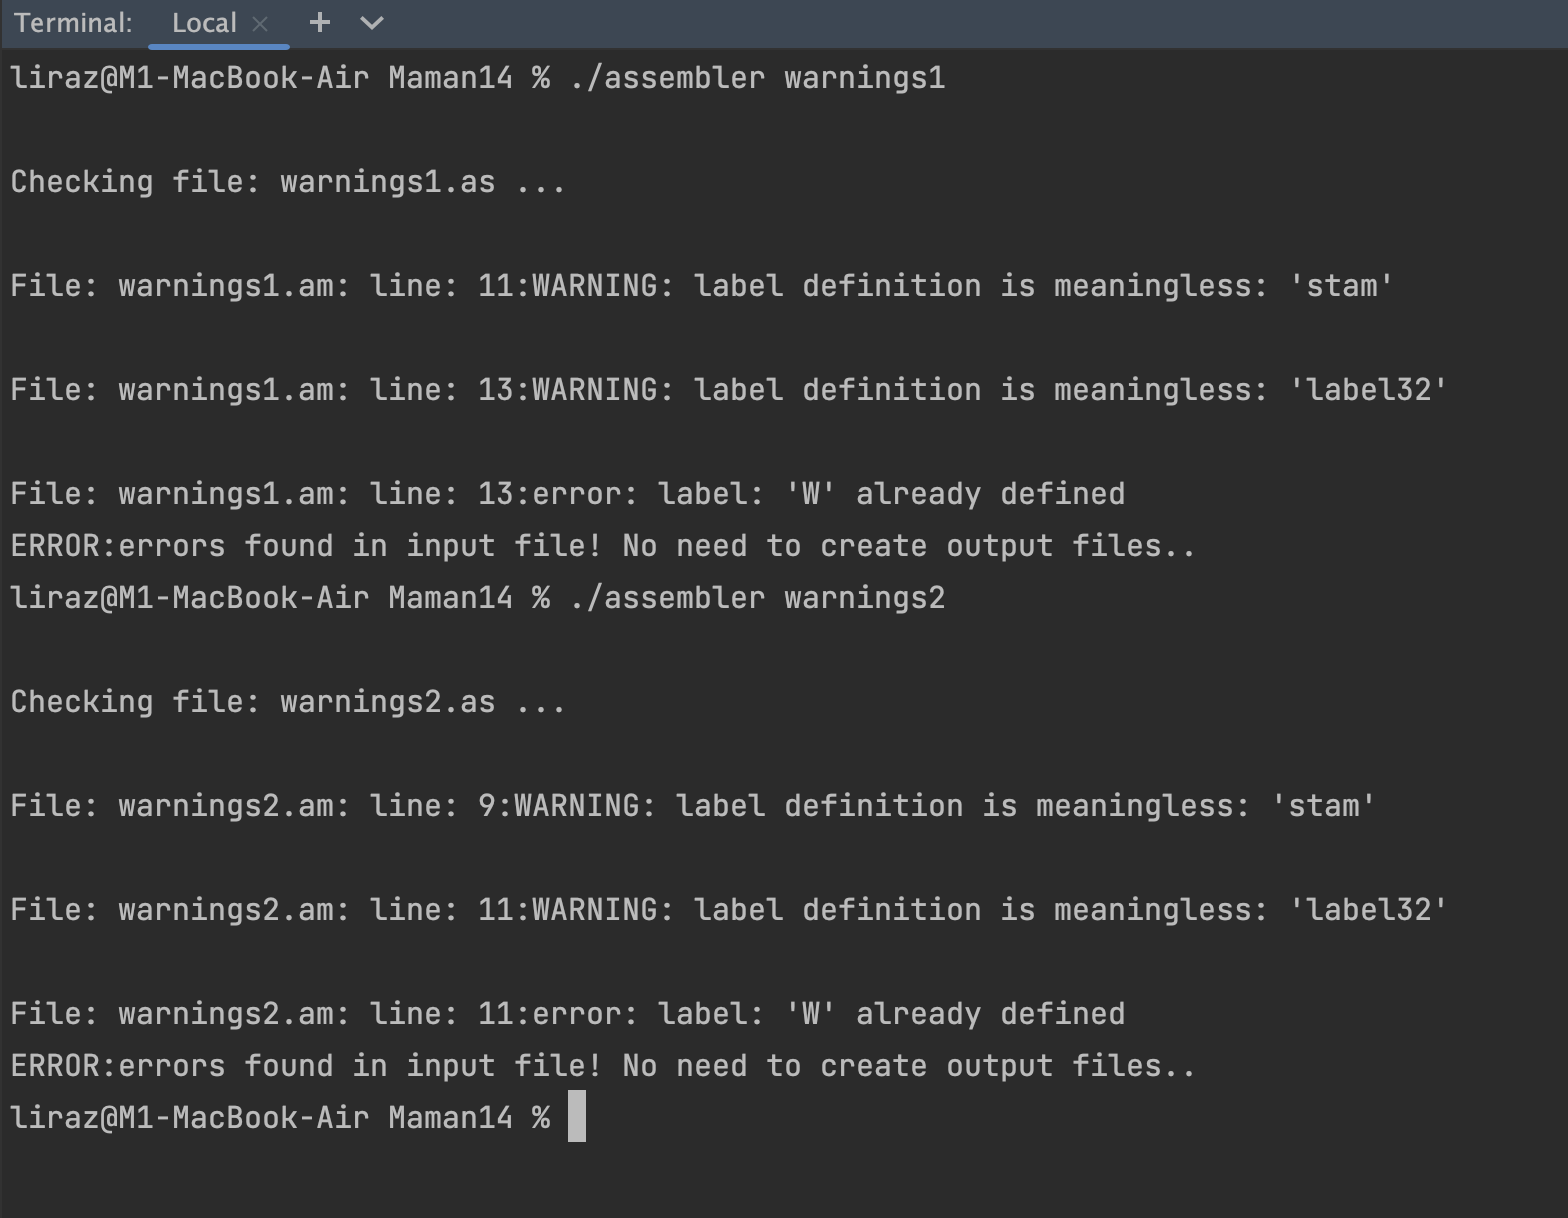 Terminal: Local × +
liraz@M1-MacBook-Air Maman14 % ./assembler warnings1
Checking file: warnings1.as ...
File: warnings1.am: line: 11:WARNING: label definition is meaningless: 'stam'
File: warnings1.am: line: 13:WARNING: label definition is meaningless: 'label32'
File: warnings1.am: line: 13:error: label: 'W' already defined
ERROR:errors found in input file! No need to create output files..
liraz@M1-MacBook-Air Maman14 % ./assembler warnings2
Checking file: warnings2.as ...
File: warnings2.am: line: 9:WARNING: label definition is meaningless: 'stam'
File: warnings2.am: line: 11:WARNING: label definition is meaningless: 'label32'
File: warnings2.am: line: 11:error: label: 'W' already defined
ERROR:errors found in input file! No need to create output files..
liraz@M1-MacBook-Air Maman14 %